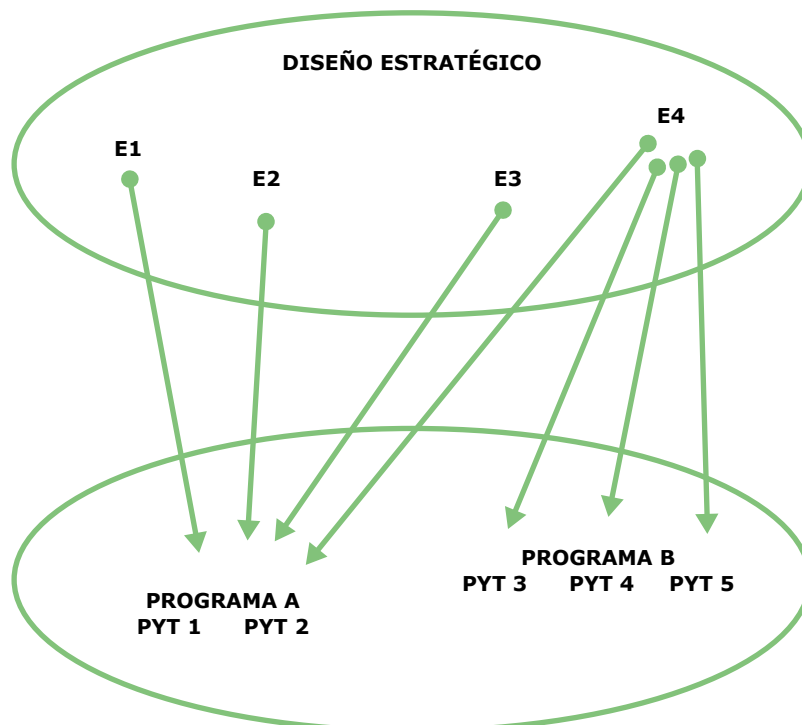 DISEÑO ESTRATÉGICO
E4
E1
E2
E3
PROGRAMA B
PYT 3 PYT 4 PYT 5
PROGRAMA A
PYT 1 PYT 2